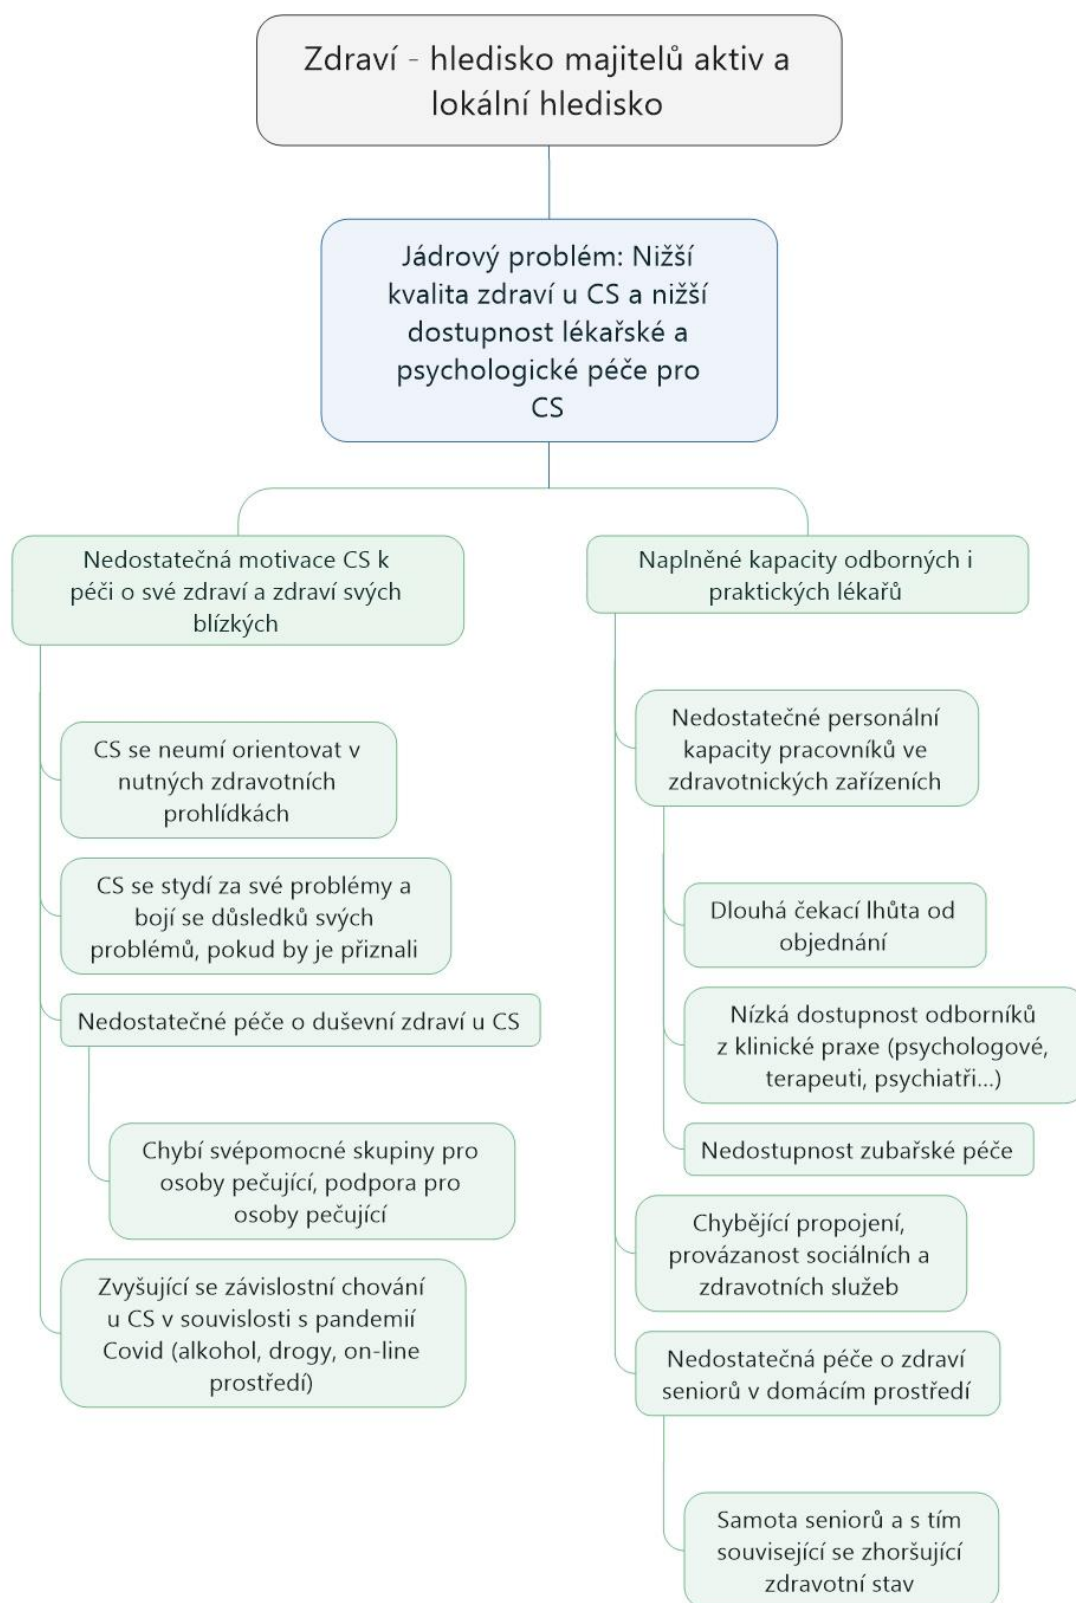 Zdraví - hledisko majitelů aktiv a
lokální hledisko
Jádrový problém: Nižší
kvalita zdraví u CS a nižší
dostupnost lékařské a
psychologické péče pro
CS
Nedostatečná motivace CS k
péči o své zdraví a zdraví svých
blízkých
CS se neumí orientovat v
nutných zdravotních
prohlídkách
CS se stydí za své problémy a
bojí se důsledků svých
problémů, pokud by je přiznali
Nedostatečné péče o duševní zdraví u CS
Chybí svépomocné skupiny pro
osoby pečující, podpora pro
osoby pečující
Zvyšující se závislostní chování
u CS v souvislosti s pandemií
Covid (alkohol, drogy, on-line
prostředí)
Naplněné kapacity odborných i
praktických lékařů
Nedostatečné personální
kapacity pracovníků ve
zdravotnických zařízeních
Dlouhá čekací lhůta od
objednání
Nízká dostupnost odborníků
z klinické praxe (psychologové,
terapeuti, psychiatři...)
Nedostupnost zubařské péče
Chybějící propojení,
provázanost sociálních a
zdravotních služeb
Nedostatečná péče o zdraví
seniorů v domácím prostředí
Samota seniorů a s tím
související se zhoršující
zdravotní stav